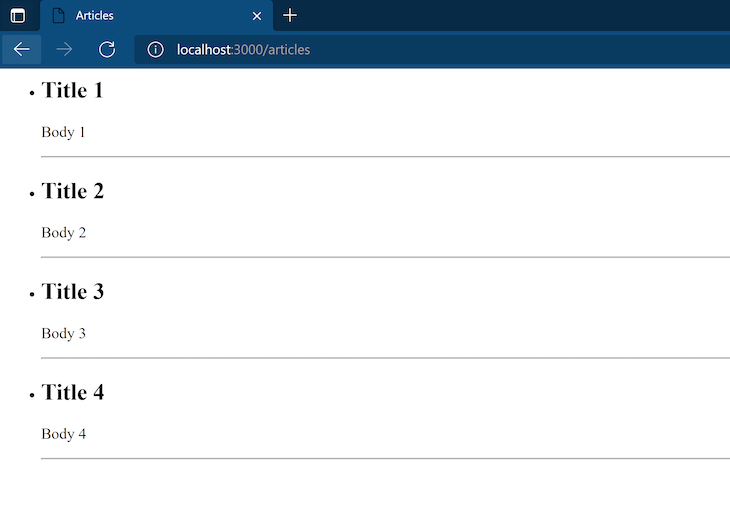 Articles
localhost:3000/articles
Title 1
Body 1
Title 2
Body 2
Title 3
Body 3
Title 4
Body 4